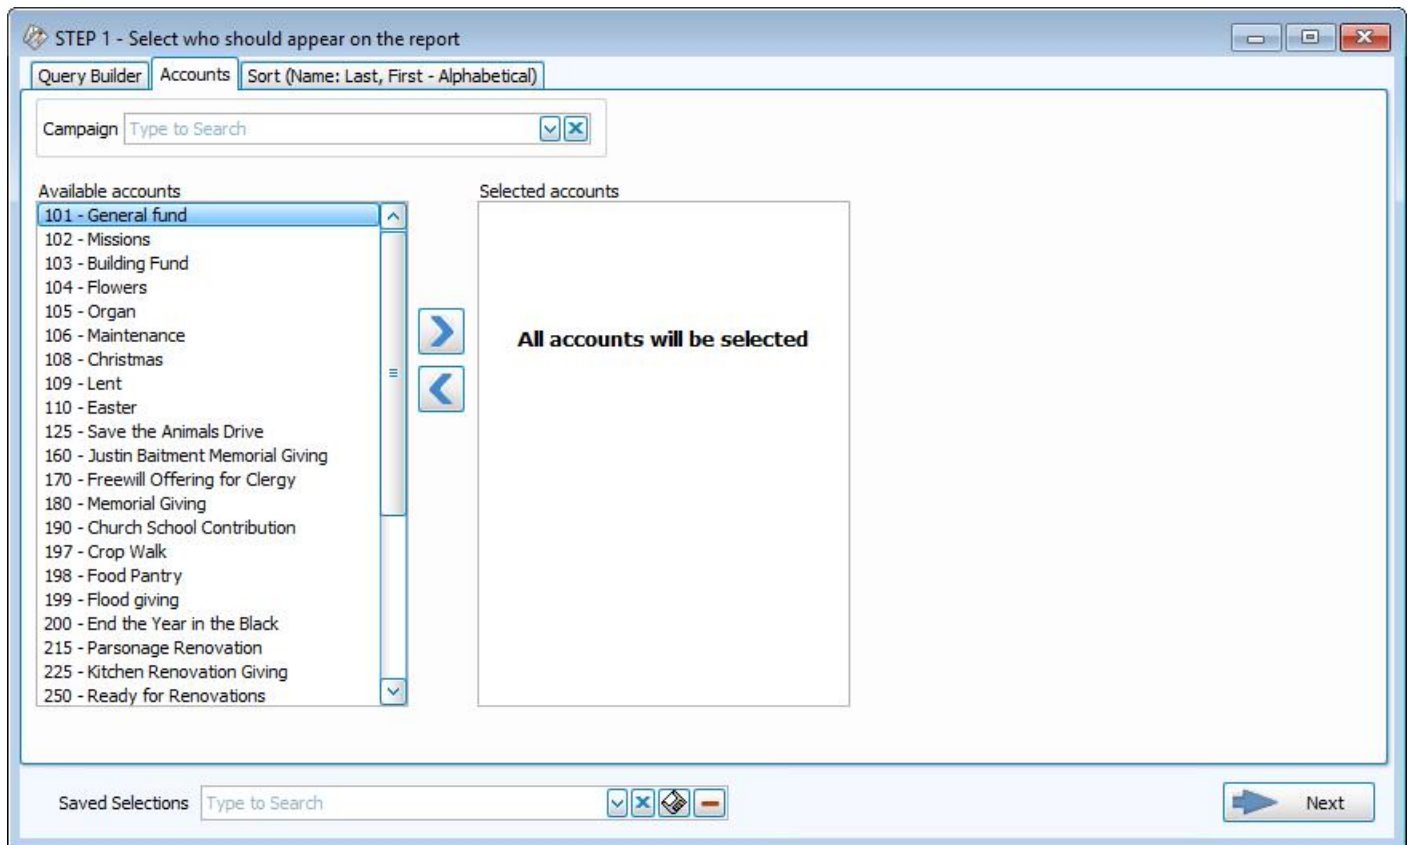 STEP 1 - Select who should appear on the report
Query Builder
Accounts
Sort (Name: Last, First - Alphabetical)
Campaign
Type to Search
Available accounts
Selected accounts
101 - General fund
102 - Missions
103 - Building Fund
104 - Flowers
105 - Organ
106 - Maintenance
108 - Christmas
109 - Lent
110 - Easter
125 - Save the Animals Drive
160 - Justin Baitment Memorial Giving
170 - Freewill Offering for Clergy
180 - Memorial Giving
190 - Church School Contribution
197 - Crop Walk
198 - Food Pantry
199 - Flood giving
200 - End the Year in the Black
215 - Parsonage Renovation
225 - Kitchen Renovation Giving
250 - Ready for Renovations
All accounts will be selected
Saved Selections
Type to Search
Next